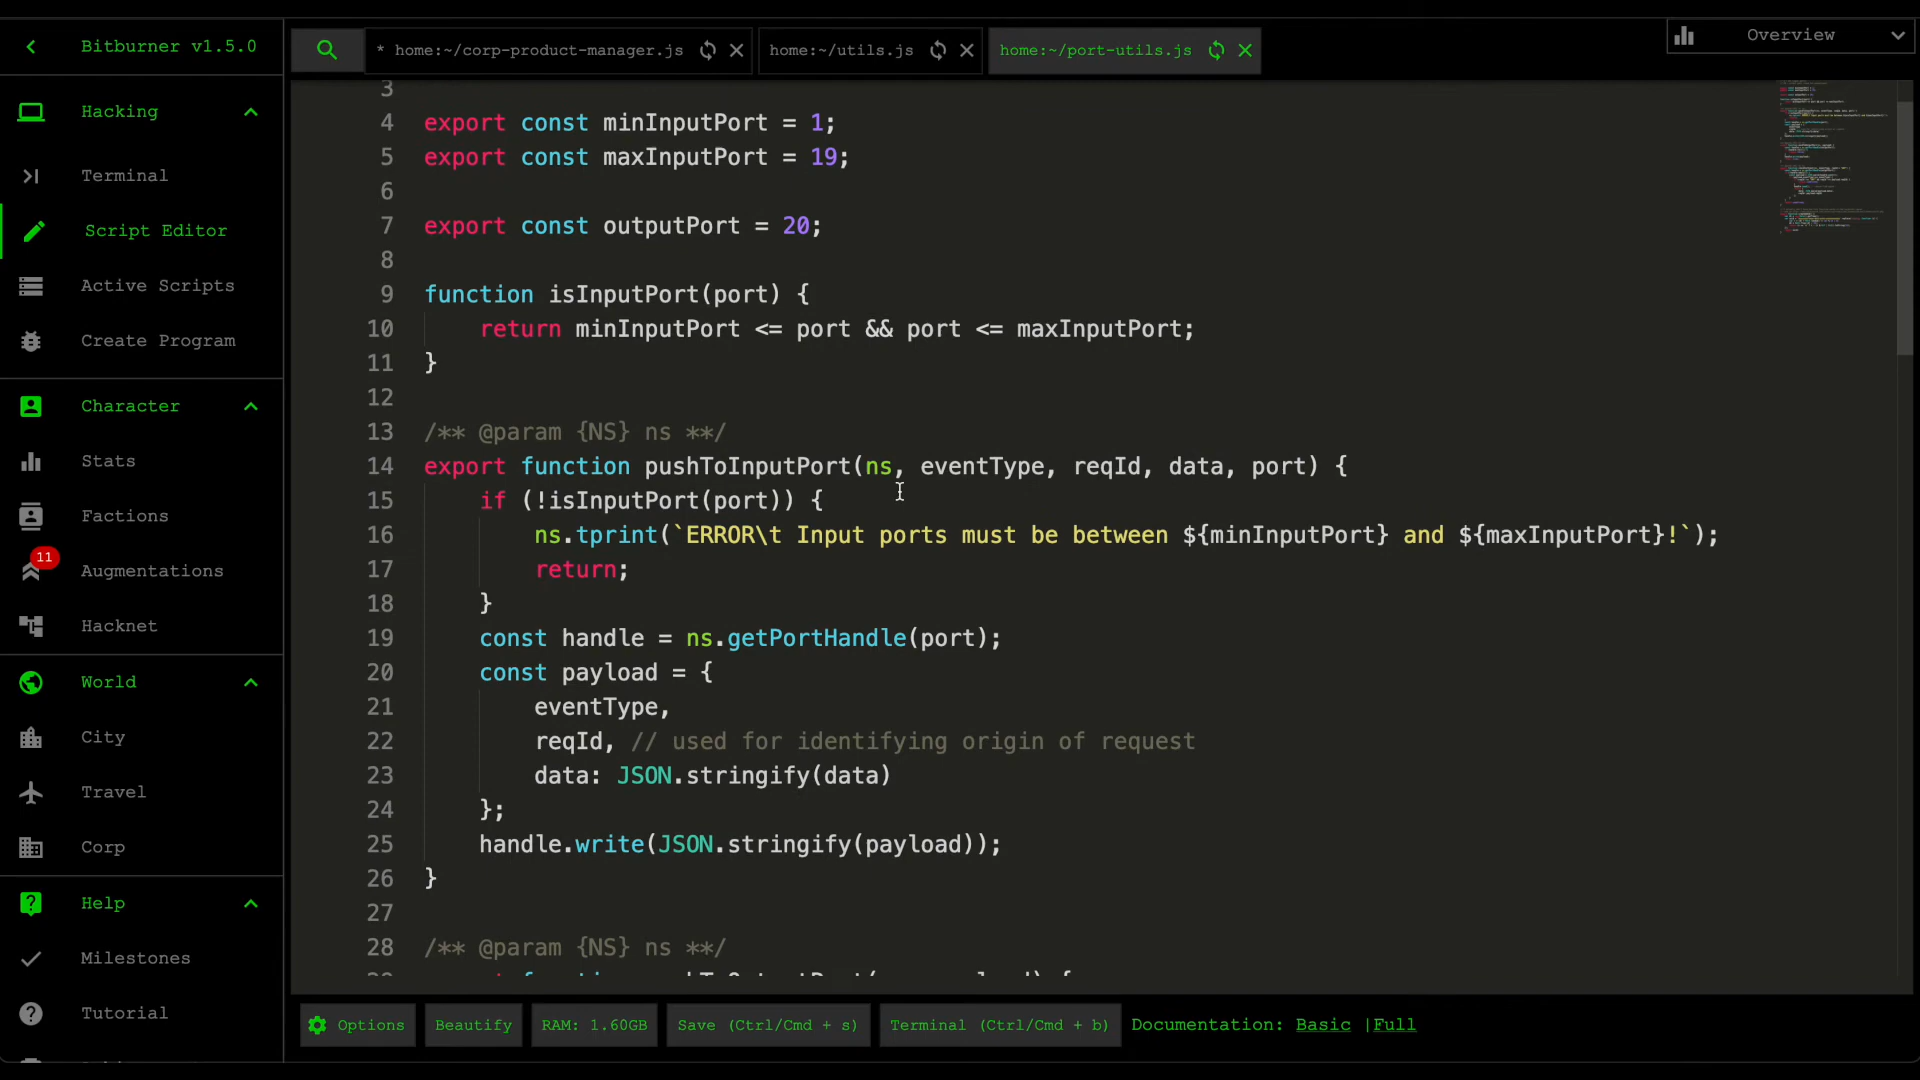 Bitburner v1.5.0
Hacking
Terminal
Script Editor
Active Scripts
Create Program
Character
Stats
Factions
11
Augmentations
Hacknet
World
City
Travel
Corp
Help
Milestones
Tutorial
* home:~/corp-product-manager.js
home:~/utils.js
home:~/port-utils.js
Overview
3
4 export const minInputPort = 1;
5 export const maxInputPort = 19;
6
7 export const outputPort = 20;
8
9 function isInputPort(port) {
10 return minInputPort <= port && port <= maxInputPort;
11 }
12
13 /** @param {NS} ns **/
14 export function pushToInputPort(ns, eventType, reqId, data, port) {
15 if (!isInputPort(port)) {
16 ns.tprint(`ERROR\t Input ports must be between ${minInputPort} and ${maxInputPort}!`);
17 return;
18 }
19 const handle = ns.getPortHandle(port);
20 const payload = {
21 eventType,
22 reqId, // used for identifying origin of request
23 data: JSON.stringify(data)
24 };
25 handle.write(JSON.stringify(payload));
26 }
27
28 /** @param {NS} ns **/
Options
Beautify
RAM: 1.60GB
Save (Ctrl/Cmd + s)
Terminal (Ctrl/Cmd + b)
Documentation: Basic |Full